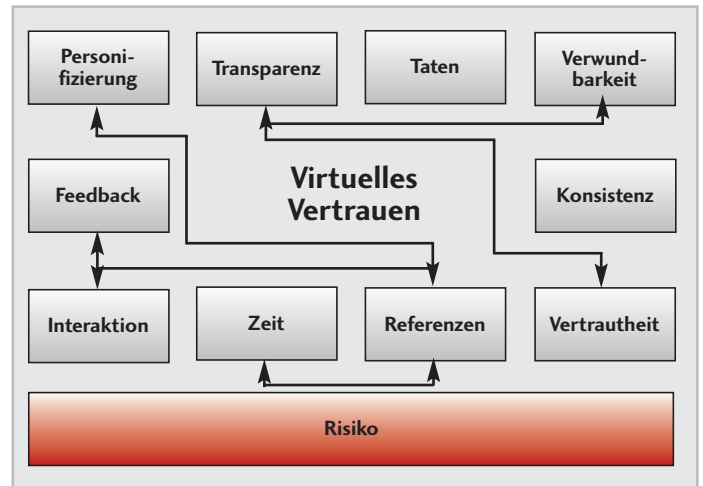 Personi-
fizierung
Transparenz
Taten
Verwund-
barkeit
Feedback
Virtuelles
Vertrauen
Konsistenz
Interaktion
Zeit
Referenzen
Vertrautheit
Risiko